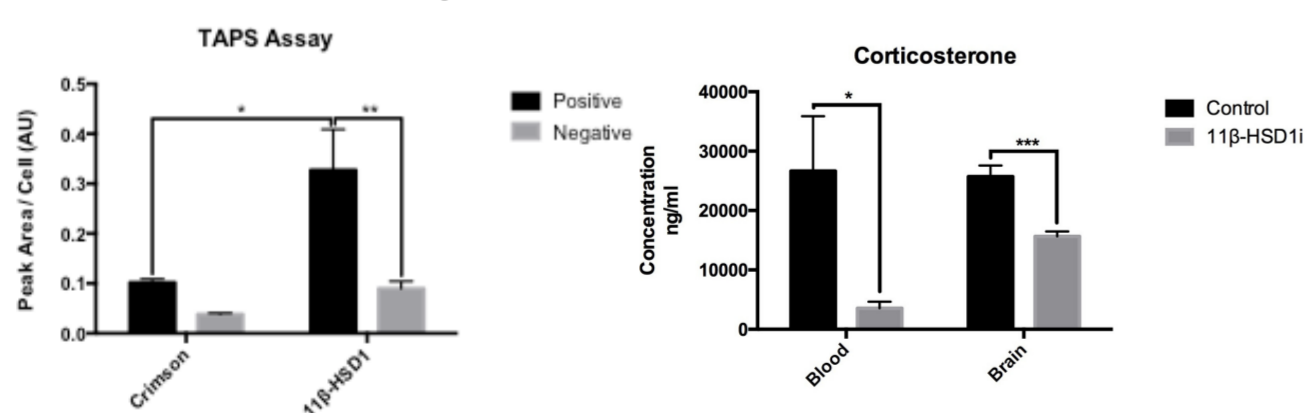 TAPS Assay
Peak Area / Cell (AU)
0.5
0.4
0.3
0.2
0.1
0.0
*
**
Crimson
11β-HSD1
Positive
Negative
Corticosterone
Concentration
ng/ml
40000
30000
20000
10000
0
*
***
Blood
Brain
Control
11β-HSD1i